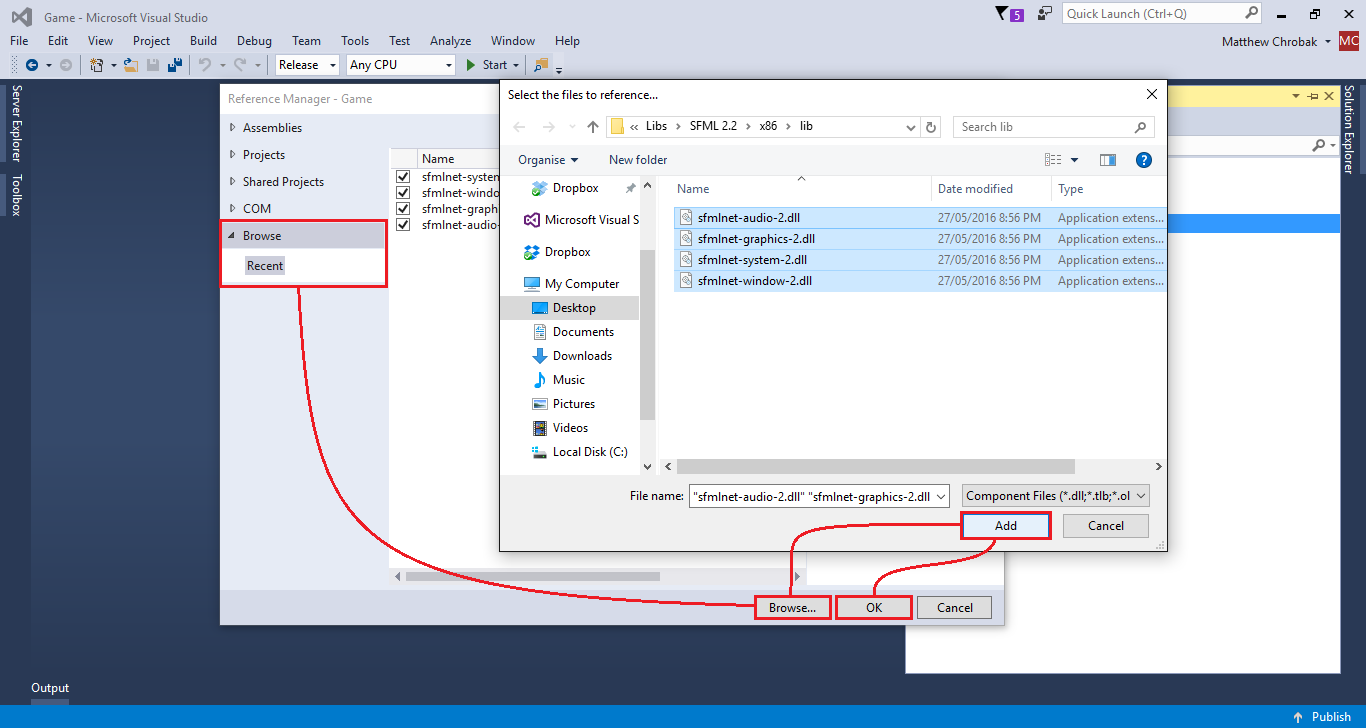 Game - Microsoft Visual Studio
5
Quick Launch (Ctrl+Q)
File Edit View Project Build Debug Team Tools Test Analyze Window Help
Matthew Chrobak MC
Release Any CPU Start
Server Explorer
Toolbox
Solution Explorer
Reference Manager - Game
Assemblies
Projects
Shared Projects
COM
Browse
Recent
Name
sfmlnet-system
sfmlnet-windo
sfmlnet-graph
sfmlnet-audio-
Select the files to reference...
« Libs > SFML 2.2 > x86 > lib
Search lib
Organise New folder
?
Dropbox
Microsoft Visual S
Dropbox
My Computer
Desktop
Documents
Downloads
Music
Pictures
Videos
Local Disk (C:)
Name Date modified Type
sfmlnet-audio-2.dll 27/05/2016 8:56 PM Application extens...
sfmlnet-graphics-2.dll 27/05/2016 8:56 PM Application extens...
sfmlnet-system-2.dll 27/05/2016 8:56 PM Application extens...
sfmlnet-window-2.dll 27/05/2016 8:56 PM Application extens...
File name: "sfmlnet-audio-2.dll" "sfmlnet-graphics-2.dll Component Files (*.dll;*.tlb;*.ol
Add Cancel
Browse... OK Cancel
Output
Publish